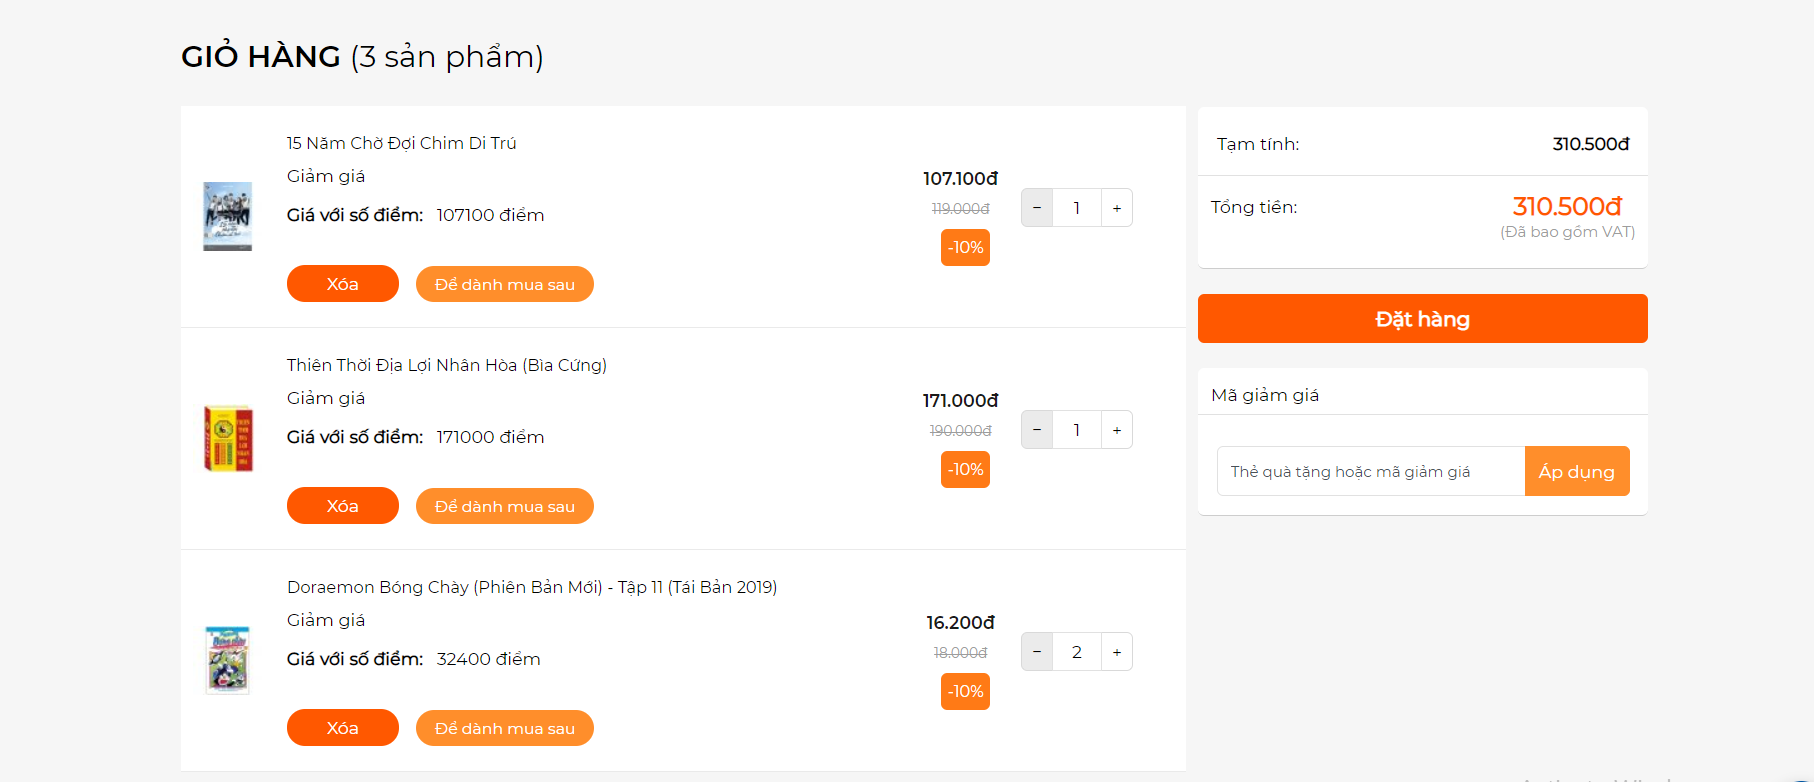 GIỎ HÀNG (3 sản phẩm)
15 Năm Chờ Đợi Chim Di Trú
Giảm giá
Giá với số điểm: 107100 điểm
Xóa
Để dành mua sau
107.100đ
119.000đ
-10%
− 1 +
Thiên Thời Địa Lợi Nhân Hòa (Bìa Cứng)
Giảm giá
Giá với số điểm: 171000 điểm
Xóa
Để dành mua sau
171.000đ
190.000đ
-10%
− 1 +
Doraemon Bóng Chày (Phiên Bản Mới) - Tập 11 (Tái Bản 2019)
Giảm giá
Giá với số điểm: 32400 điểm
Xóa
Để dành mua sau
16.200đ
18.000đ
-10%
− 2 +
Tạm tính: 310.500đ
Tổng tiền: 310.500đ
(Đã bao gồm VAT)
Đặt hàng
Mã giảm giá
Thẻ quà tặng hoặc mã giảm giá
Áp dụng